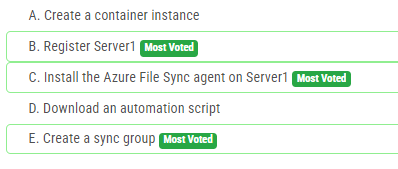 A. Create a container instance
B. Register Server1 Most Voted
C. Install the Azure File Sync agent on Server1 Most Voted
D. Download an automation script
E. Create a sync group Most Voted